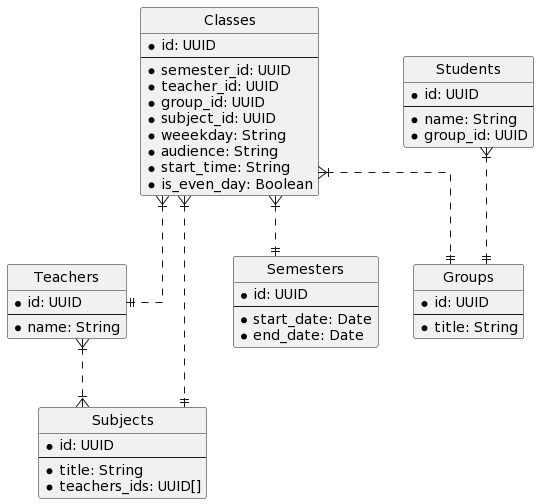 Classes
id: UUID
semester_id: UUID
teacher_id: UUID
group_id: UUID
subject_id: UUID
weeekday: String
audience: String
start_time: String
is_even_day: Boolean
Students
id: UUID
name: String
group_id: UUID
Teachers
id: UUID
name: String
Semesters
id: UUID
start_date: Date
end_date: Date
Groups
id: UUID
title: String
Subjects
id: UUID
title: String
teachers_ids: UUID[]